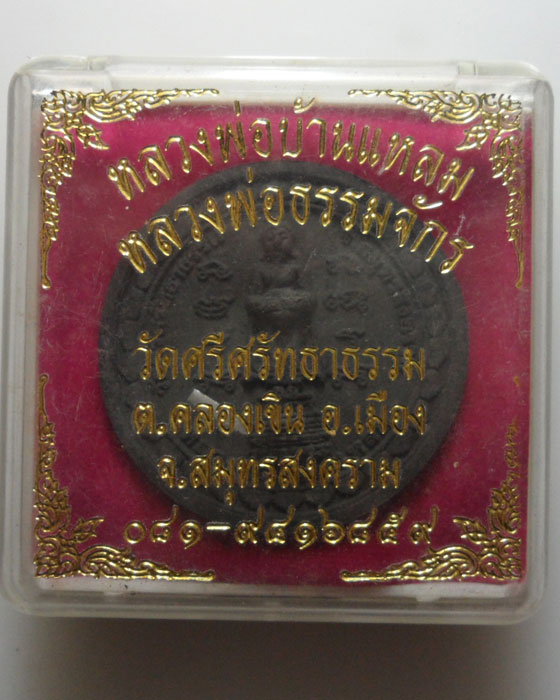 หลวงพ่อบ้านแหลม
หลวงพ่อธรรมจักร
วัดศรีศรัทธาธรรม
ต.คลองเขิน อ.เมือง
จ.สมุทรสงคราม
๐๘๑-๙๔๑๖๘๕๙